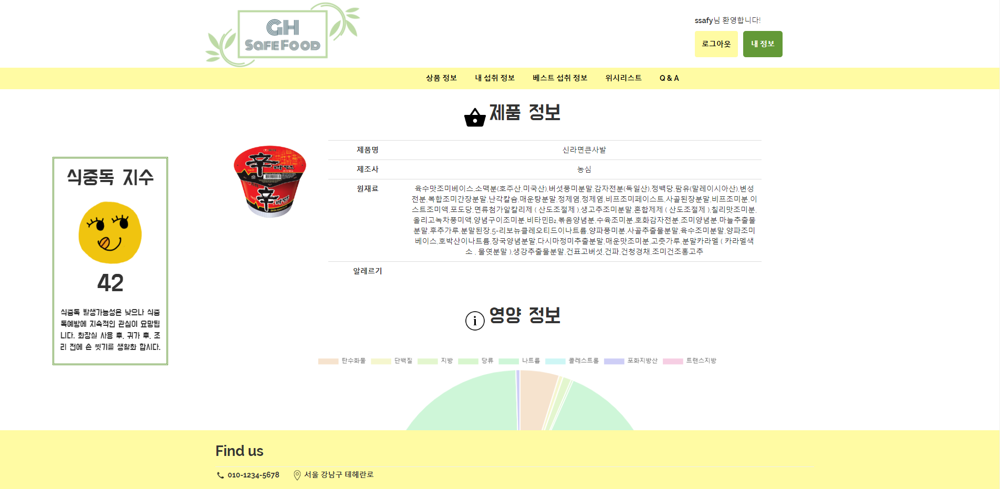 GH
SAFEFOOD
ssafy님 환영합니다!
로그아웃
내 정보
상품 정보
내 섭취 정보
베스트 섭취 정보
위시리스트
Q & A
제품 정보
식중독 지수
42
식중독 발생가능성은 낮으나 식중
독예방에 지속적인 관심이 요망됩
니다. 화장실 사용 후, 귀가 후, 조
리 전에 손 씻기를 생활화 합시다.
辛라면
辛라면
제품명 신라면큰사발
제조사 농심
원재료 육수맛조미베이스,소맥분(호주산,미국산),버섯풍미분말,감자전분(독일산),정백당,팜유(말레이시아산),변성
전분,복합조미간장분말,난각칼슘,매운탕분말,정제염,정제염,비프조미페이스트,사골된장분말,비프조미분,이
스트조미액,포도당,면류첨가알칼리제 ( 산도조절제 ),생고추조미분말,혼합제제 ( 산도조절제 ),칠리맛조미분,
올리고녹차풍미액,양념구이조미분,비타민B₂,볶음양념분,수육조미분,호화감자전분,조미양념분,마늘추출물
분말,후추가루,분말된장,5-리보뉴클레오티드이나트륨,양파풍미분,사골추출물분말,육수조미분말,양파조미
베이스,호박산이나트륨,장국양념분말,다시마정미추출분말,매운맛조미분,고춧가루,분말카라멜 ( 카라멜색
소 , 물엿분말 ),생강추출물분말,건표고버섯,건파,건청경채,조미건조홍고추
알레르기
영양 정보
탄수화물 단백질 지방 당류 나트륨 콜레스트롤 포화지방산 트랜스지방
Find us
010-1234-5678 서울 강남구 테헤란로